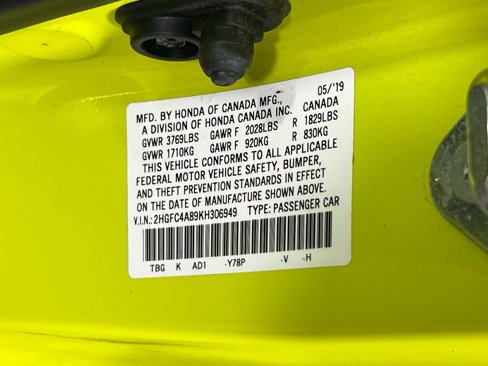 05/'19
MFD. BY HONDA OF CANADA MFG.,
A DIVISION OF HONDA CANADA INC. CANADA
GVWR 3769LBS GAWR F 2028LBS R 1829LBS
GVWR 1710KG GAWR F 920KG R 830KG
THIS VEHICLE CONFORMS TO ALL APPLICABLE
FEDERAL MOTOR VEHICLE SAFETY, BUMPER,
AND THEFT PREVENTION STANDARDS IN EFFECT
ON THE DATE OF MANUFACTURE SHOWN ABOVE.
V.I.N.: 2HGFC4A89KH306949 TYPE: PASSENGER CAR
TBG K AD1 -Y78P -V -H